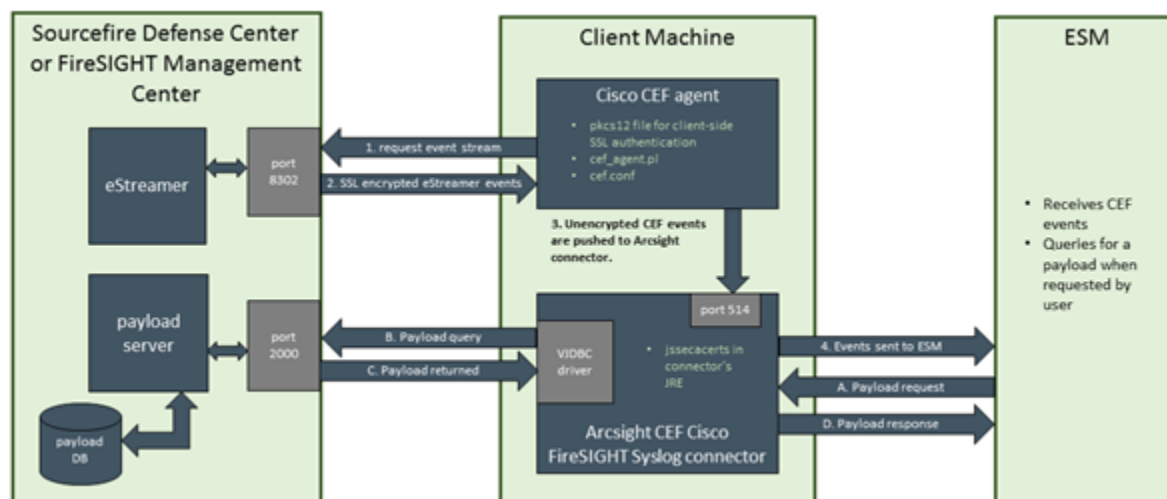 Sourcefire Defense Center
or FireSIGHT Management
Center
eStreamer
port
8302
payload
server
port
2000
payload
DB
1. request event stream
2. SSL encrypted eStreamer events
B. Payload query
C. Payload returned
Client Machine
Cisco CEF agent
• pkcs12 file for client-side
SSL authentication
• cef_agent.pl
• cef.conf
3. Unencrypted CEF events
are pushed to Arcsight
connector.
port 514
VJDBC
driver
• jssecacerts in
connector's
JRE
Arcsight CEF Cisco
FireSIGHT Syslog connector
4. Events sent to ESM
A. Payload request
D. Payload response
ESM
• Receives CEF
events
• Queries for a
payload when
requested by
user